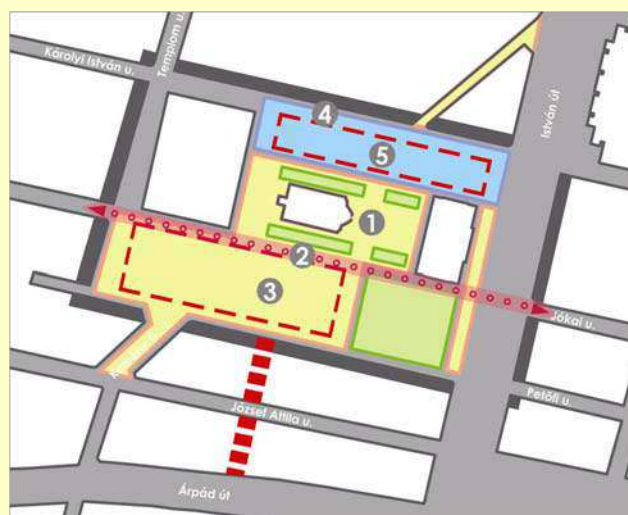 Károlyi István u.
Templom u.
István út
4
5
1
2
3
Jókai u.
Petőfi u.
József Attila u.
Árpád út